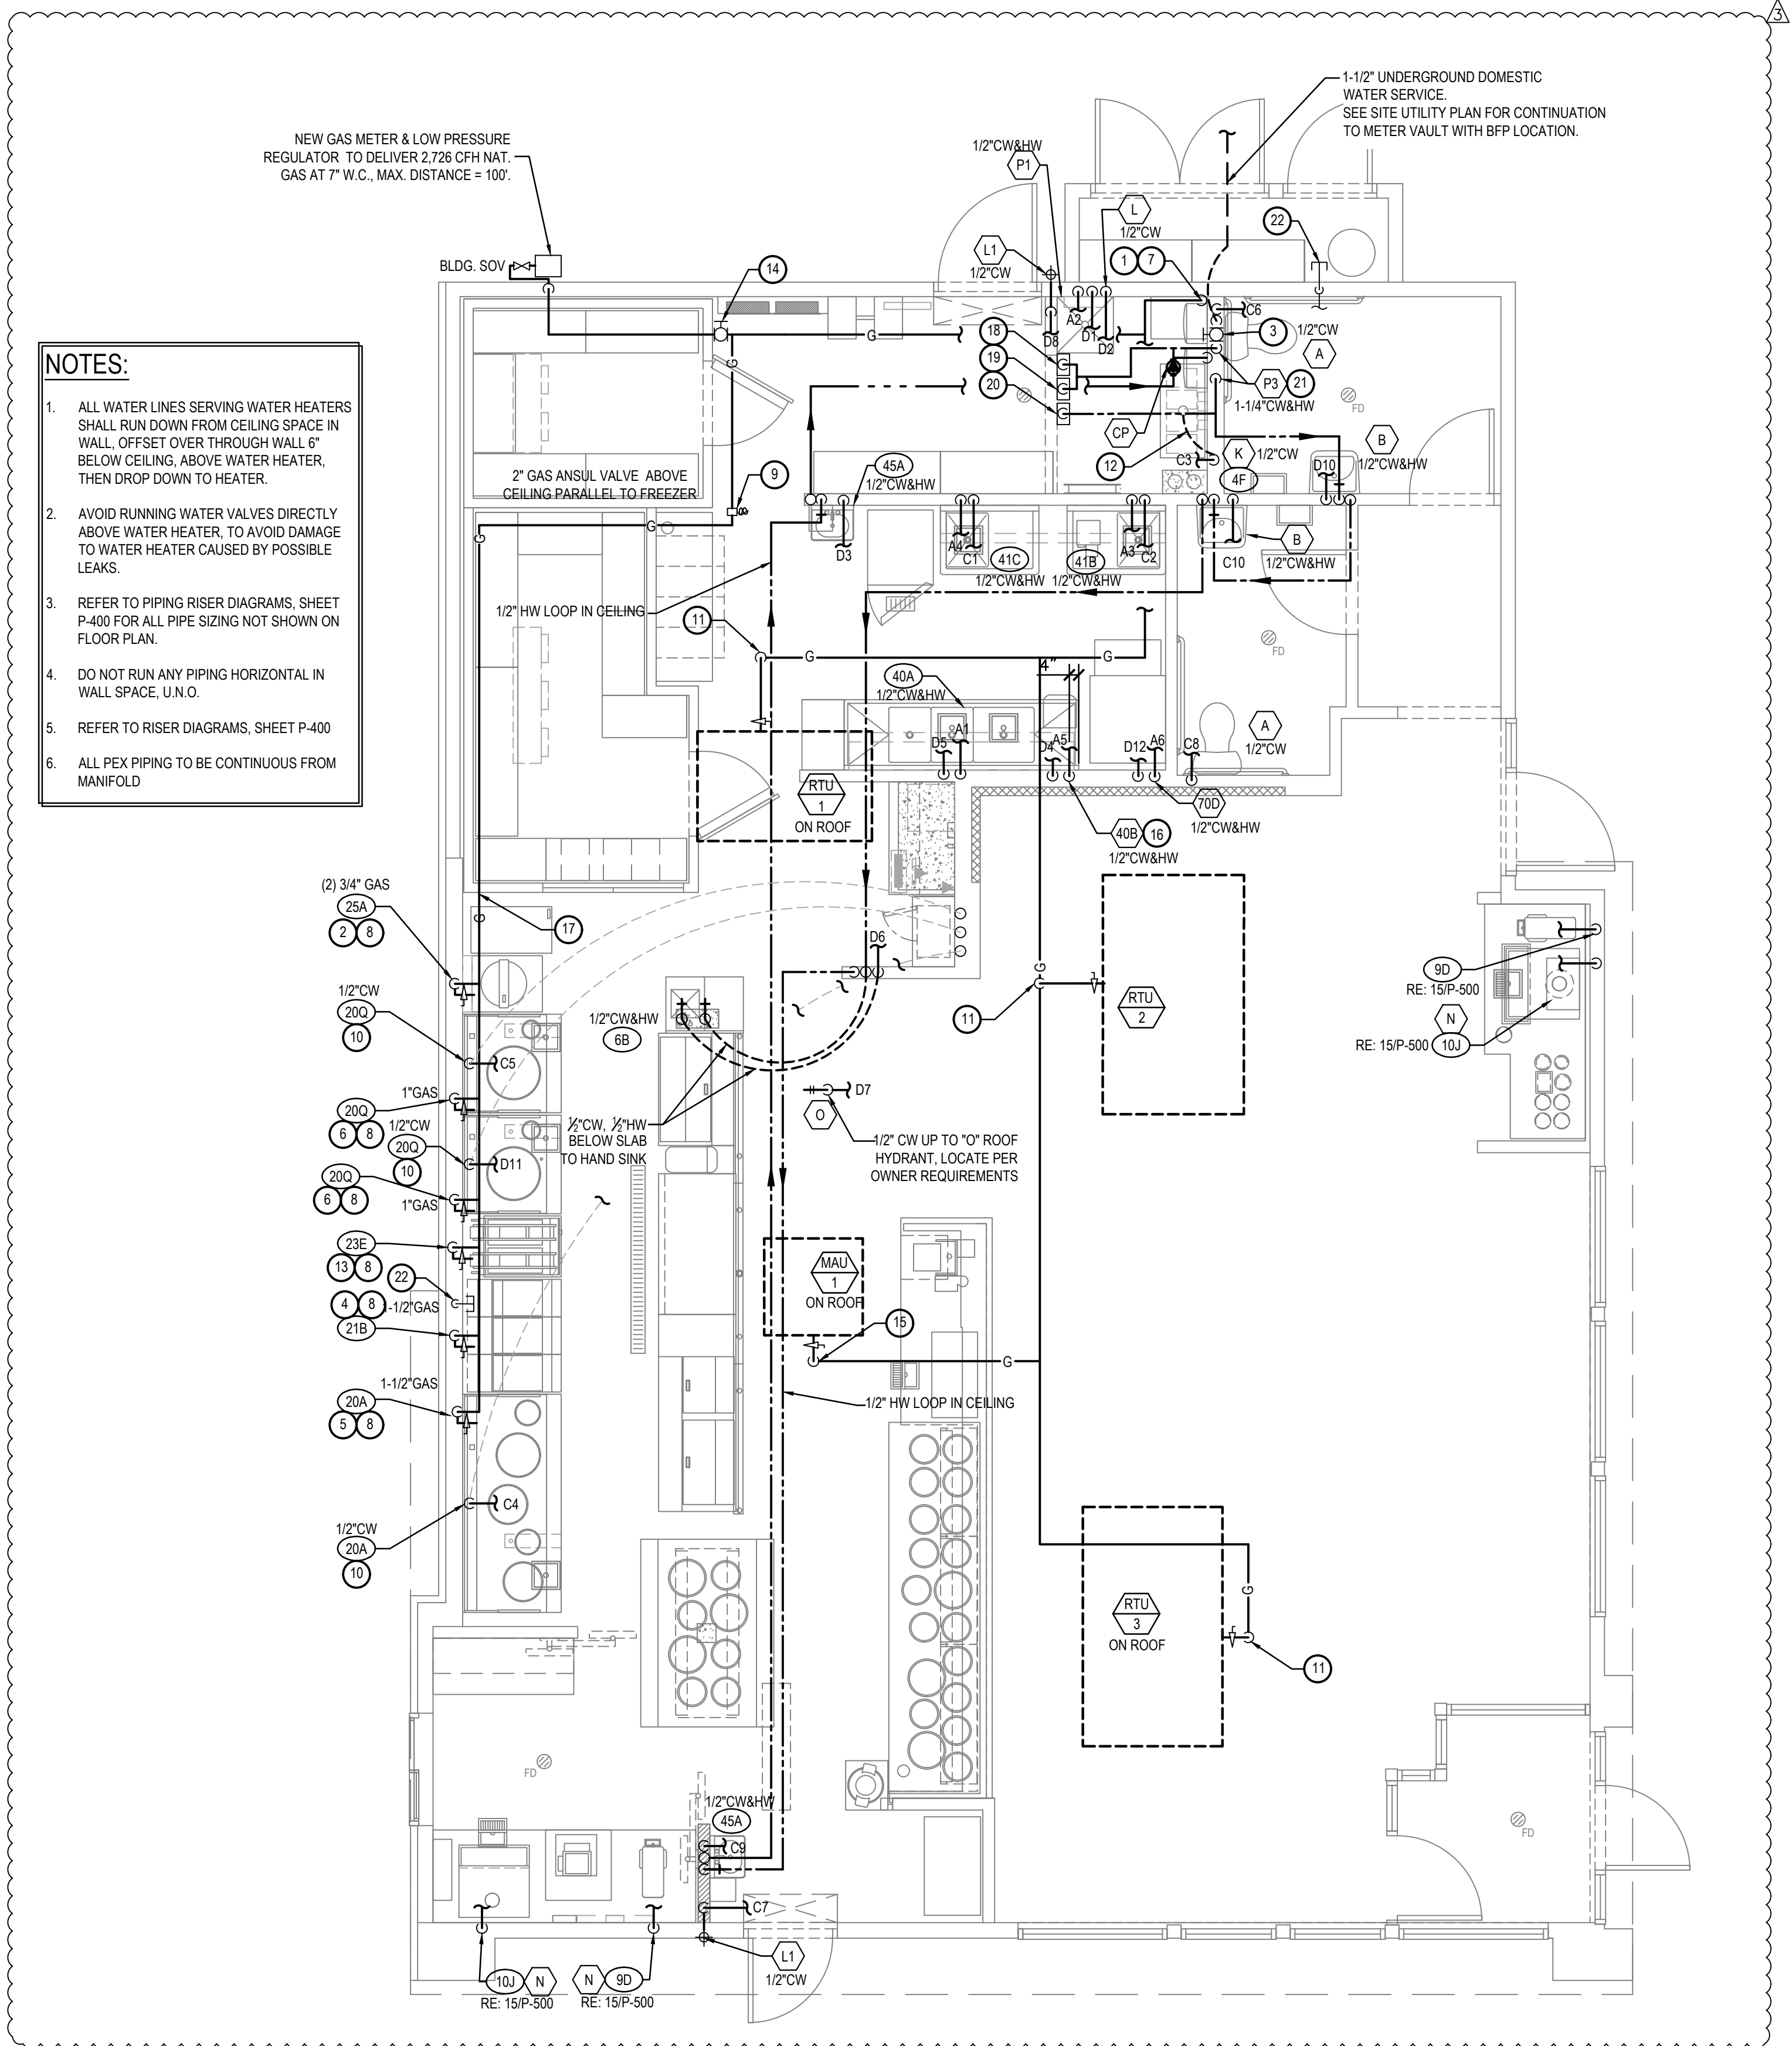 3
1-1/2" UNDERGROUND DOMESTIC
WATER SERVICE.
SEE SITE UTILITY PLAN FOR CONTINUATION
TO METER VAULT WITH BFP LOCATION.
NEW GAS METER & LOW PRESSURE
REGULATOR TO DELIVER 2,726 CFH NAT.
GAS AT 7" W.C., MAX. DISTANCE = 100'.
1/2"CW&HW
P1
L
1/2"CW
22
L1
1/2"CW
1
7
BLDG. SOV
14
A2
D1
D2
D8
C6
G
18
19
20
3
1/2"CW
A
P3
21
1-1/4"CW&HW
FD
CP
12
C3
K
1/2"CW
4F
B
1/2"CW&HW
D10
NOTES:
1. ALL WATER LINES SERVING WATER HEATERS
SHALL RUN DOWN FROM CEILING SPACE IN
WALL, OFFSET OVER THROUGH WALL 6"
BELOW CEILING, ABOVE WATER HEATER,
THEN DROP DOWN TO HEATER.
2. AVOID RUNNING WATER VALVES DIRECTLY
ABOVE WATER HEATER, TO AVOID DAMAGE
TO WATER HEATER CAUSED BY POSSIBLE
LEAKS.
3. REFER TO PIPING RISER DIAGRAMS, SHEET
P-400 FOR ALL PIPE SIZING NOT SHOWN ON
FLOOR PLAN.
4. DO NOT RUN ANY PIPING HORIZONTAL IN
WALL SPACE, U.N.O.
5. REFER TO RISER DIAGRAMS, SHEET P-400
6. ALL PEX PIPING TO BE CONTINUOUS FROM
MANIFOLD
G
2" GAS ANSUL VALVE ABOVE
CEILING PARALLEL TO FREEZER
9
45A
1/2"CW&HW
G
G
D3
A4
C1
41C
1/2"CW&HW
41B
1/2"CW&HW
A3
C2
C10
B
1/2"CW&HW
1/2" HW LOOP IN CEILING
11
G
G
FD
4"
40A
1/2"CW&HW
D5
A1
D4
A5
D12
A6
C8
A
1/2"CW
RTU
1
ON ROOF
70D
1/2"CW&HW
40B
16
1/2"CW&HW
(2) 3/4" GAS
25A
2
8
G
17
D6
G
11
RTU
2
9D
RE: 15/P-500
N
RE: 15/P-500
10J
1/2"CW
20Q
10
C5
1/2"CW&HW
6B
D7
O
1"GAS
20Q
6
8
1/2"CW
20Q
10
D11
½"CW, ½"HW
BELOW SLAB
TO HAND SINK
1/2" CW UP TO "O" ROOF
HYDRANT, LOCATE PER
OWNER REQUIREMENTS
20Q
6
8
1"GAS
23E
13
8
22
4
8
1-1/2"GAS
21B
MAU
1
ON ROOF
15
G
1-1/2"GAS
20A
5
8
1/2" HW LOOP IN CEILING
C4
1/2"CW
20A
10
G
RTU
3
ON ROOF
11
FD
FD
1/2"CW&HW
45A
C9
C7
L1
1/2"CW
10J
N
RE: 15/P-500
N
9D
RE: 15/P-500